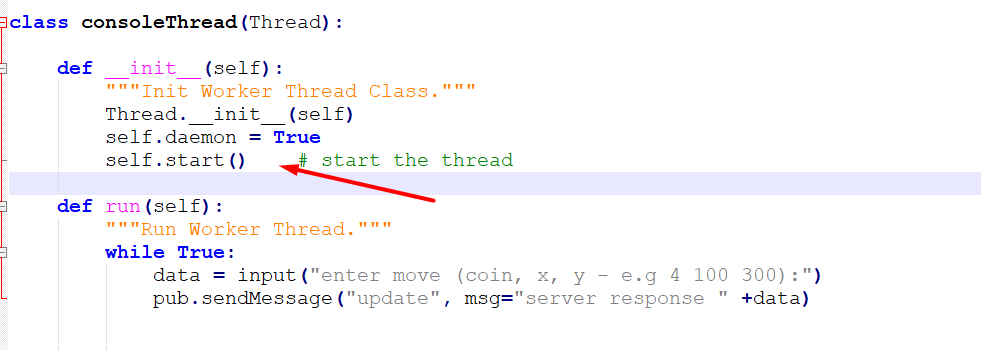 class consoleThread(Thread):
def __init__(self):
"""Init Worker Thread Class."""
Thread.__init__(self)
self.daemon = True
self.start()    # start the thread
def run(self):
"""Run Worker Thread."""
while True:
data = input("enter move (coin, x, y - e.g 4 100 300):")
pub.sendMessage("update", msg="server response " +data)